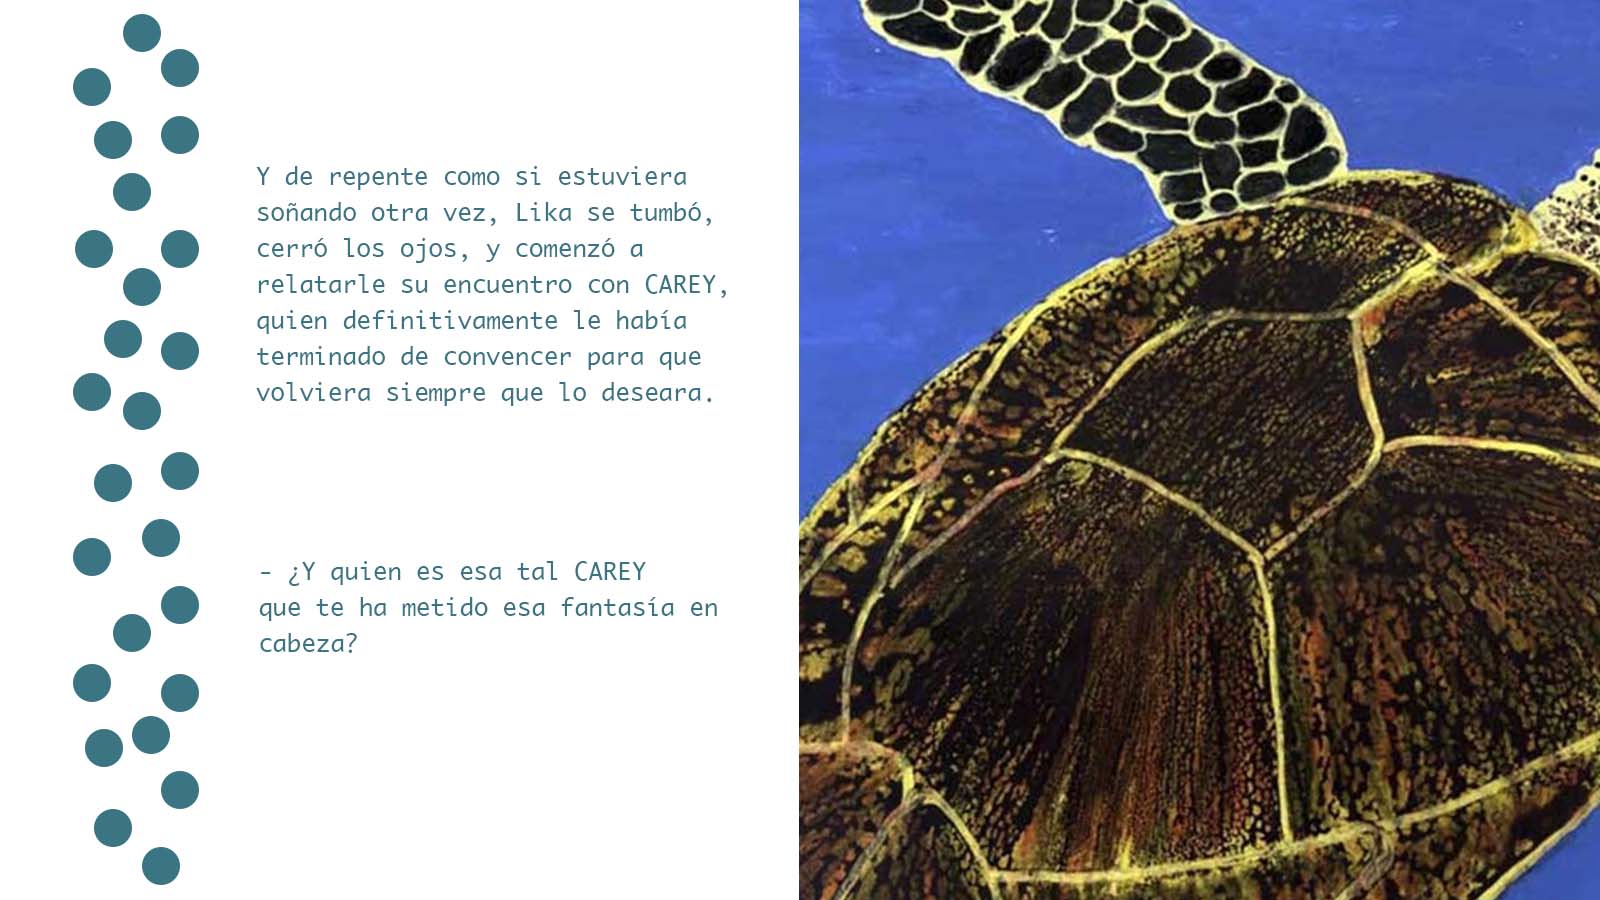 Y de repente como si estuviera
soñando otra vez, Lika se tumbó,
cerró los ojos, y comenzó a
relatarle su encuentro con CAREY,
quien definitivamente le había
terminado de convencer para que
volviera siempre que lo deseara.
- ¿Y quien es esa tal CAREY
que te ha metido esa fantasía en
cabeza?